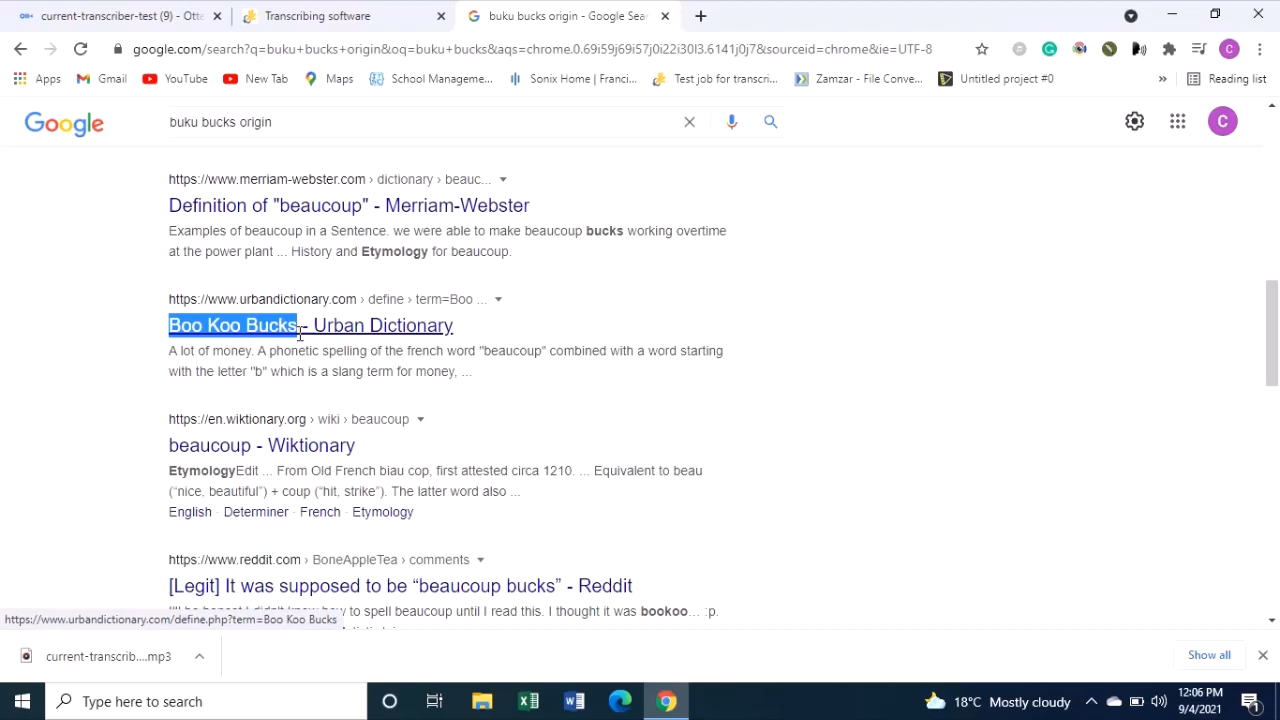 current-transcriber-test (9) - Otte
Transcribing software
buku bucks origin - Google Sea
google.com/search?q=buku+bucks+origin&oq=buku+bucks&aqs=chrome.0.69i59j69i57j0i22i30l3.6141j0j7&sourceid=chrome&ie=UTF-8
Apps Gmail YouTube New Tab Maps School Manageme... Sonix Home | Franci... Test job for transcri... Zamzar - File Conve... Untitled project #0 » Reading list
Google buku bucks origin C
https://www.merriam-webster.com › dictionary › beauc...
Definition of "beaucoup" - Merriam-Webster
Examples of beaucoup in a Sentence. we were able to make beaucoup bucks working overtime
at the power plant ... History and Etymology for beaucoup.
https://www.urbandictionary.com › define › term=Boo ...
Boo Koo Bucks - Urban Dictionary
A lot of money. A phonetic spelling of the french word "beaucoup" combined with a word starting
with the letter "b" which is a slang term for money, ...
https://en.wiktionary.org › wiki › beaucoup
beaucoup - Wiktionary
EtymologyEdit ... From Old French biau cop, first attested circa 1210. ... Equivalent to beau
(“nice, beautiful”) + coup (“hit, strike”). The latter word also ...
English · Determiner · French · Etymology
https://www.reddit.com › BoneAppleTea › comments
[Legit] It was supposed to be “beaucoup bucks” - Reddit
how to spell beaucoup until I read this. I thought it was bookoo... :p.
https://www.urbandictionary.com/define.php?term=Boo Koo Bucks
current-transcrib....mp3
Show all
Type here to search
18°C Mostly cloudy
12:06 PM
9/4/2021
1